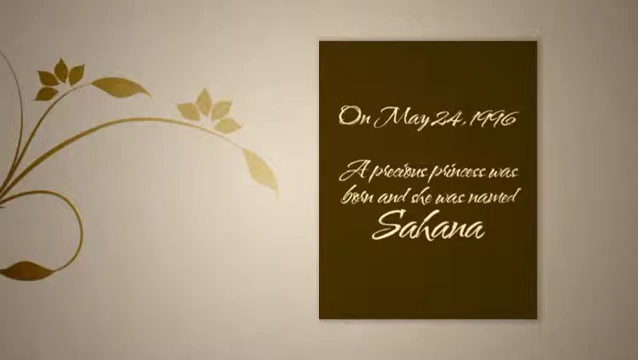 On May 24, 1996
A precious princess was
born and she was named
Sahana